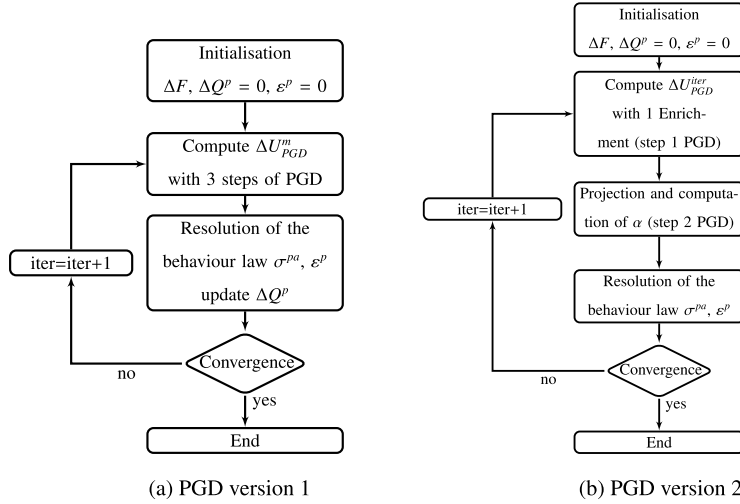 Initialisation
ΔF, ΔQ^p = 0, ε^p = 0
Compute ΔU^m_PGD
with 3 steps of PGD
Resolution of the
behaviour law σ^pa, ε^p
update ΔQ^p
iter=iter+1
Convergence
no
yes
End
(a) PGD version 1
Initialisation
ΔF, ΔQ^p = 0, ε^p = 0
Compute ΔU^iter_PGD
with 1 Enrich-
ment (step 1 PGD)
Projection and computa-
tion of α (step 2 PGD)
iter=iter+1
Resolution of the
behaviour law σ^pa, ε^p
Convergence
no
yes
End
(b) PGD version 2